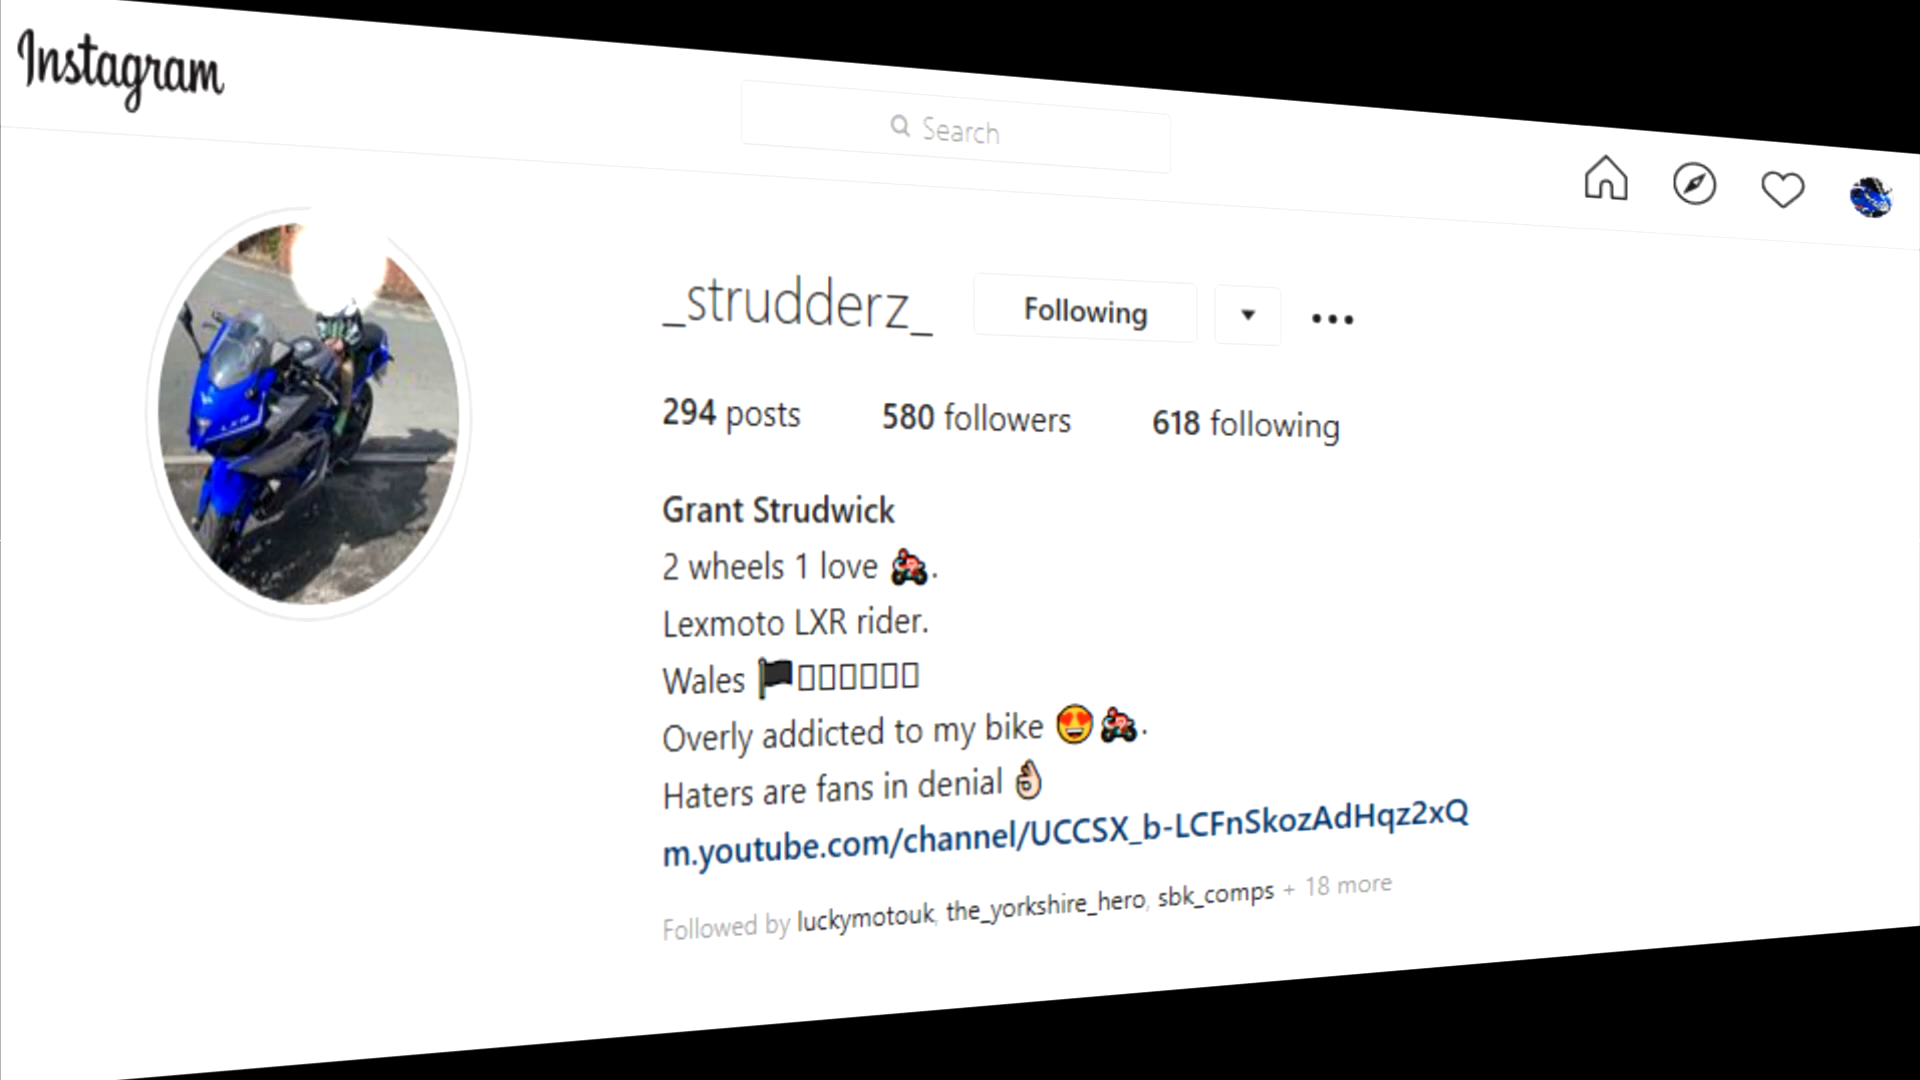 Instagram
Search
_strudderz_ Following
294 posts 580 followers 618 following
Grant Strudwick
2 wheels 1 love 🏍.
Lexmoto LXR rider.
Wales 🏴
Overly addicted to my bike 😍🏍.
Haters are fans in denial 👌🏼
m.youtube.com/channel/UCCSX_b-LCFnSkozAdHqz2xQ
Followed by luckymotouk, the_yorkshire_hero, sbk_comps + 18 more